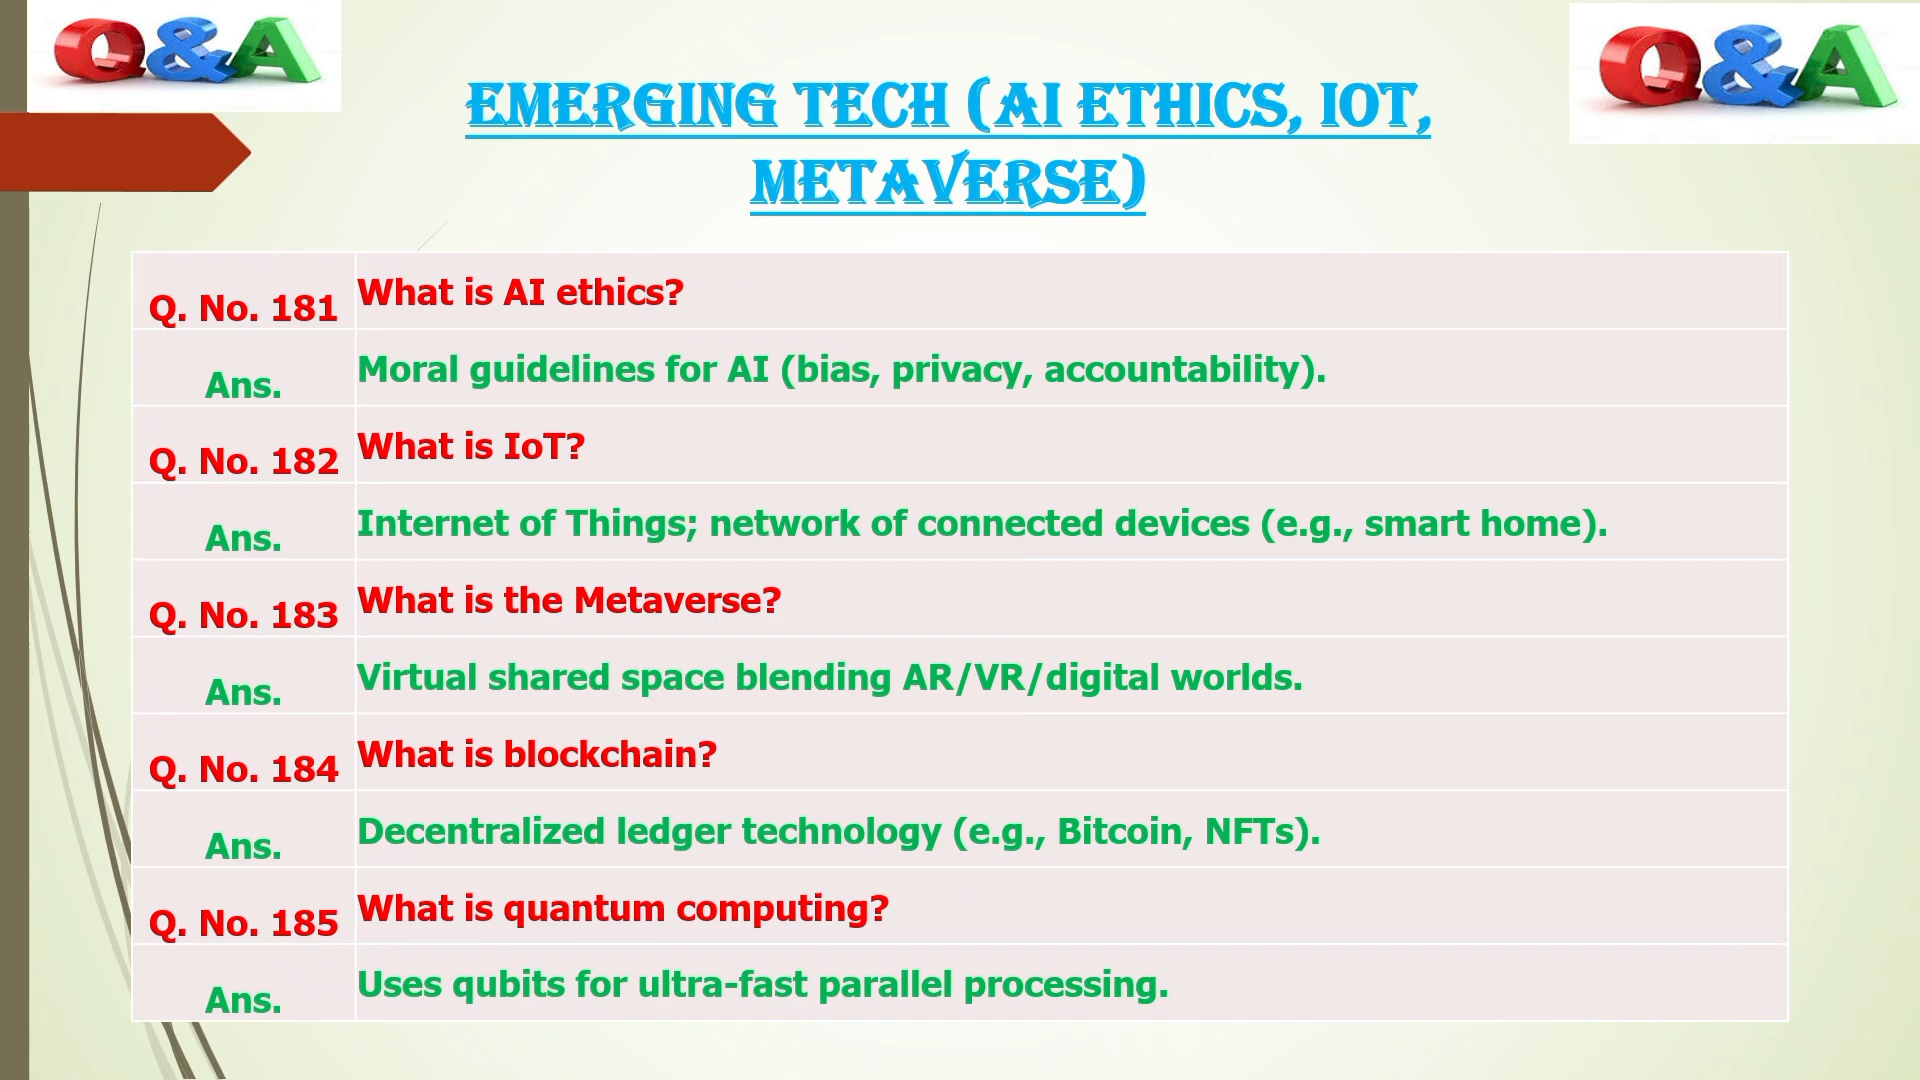 Q&A
Q&A
EMERGING TECH (AI ETHICS, IOT,
METAVERSE)
Q. No. 181 What is AI ethics?
Ans. Moral guidelines for AI (bias, privacy, accountability).
Q. No. 182 What is IoT?
Ans. Internet of Things; network of connected devices (e.g., smart home).
Q. No. 183 What is the Metaverse?
Ans. Virtual shared space blending AR/VR/digital worlds.
Q. No. 184 What is blockchain?
Ans. Decentralized ledger technology (e.g., Bitcoin, NFTs).
Q. No. 185 What is quantum computing?
Ans. Uses qubits for ultra-fast parallel processing.